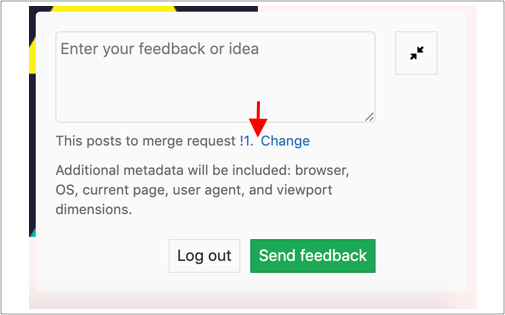 Enter your feedback or idea
This posts to merge request !1. Change
Additional metadata will be included: browser,
OS, current page, user agent, and viewport
dimensions.
Log out
Send feedback